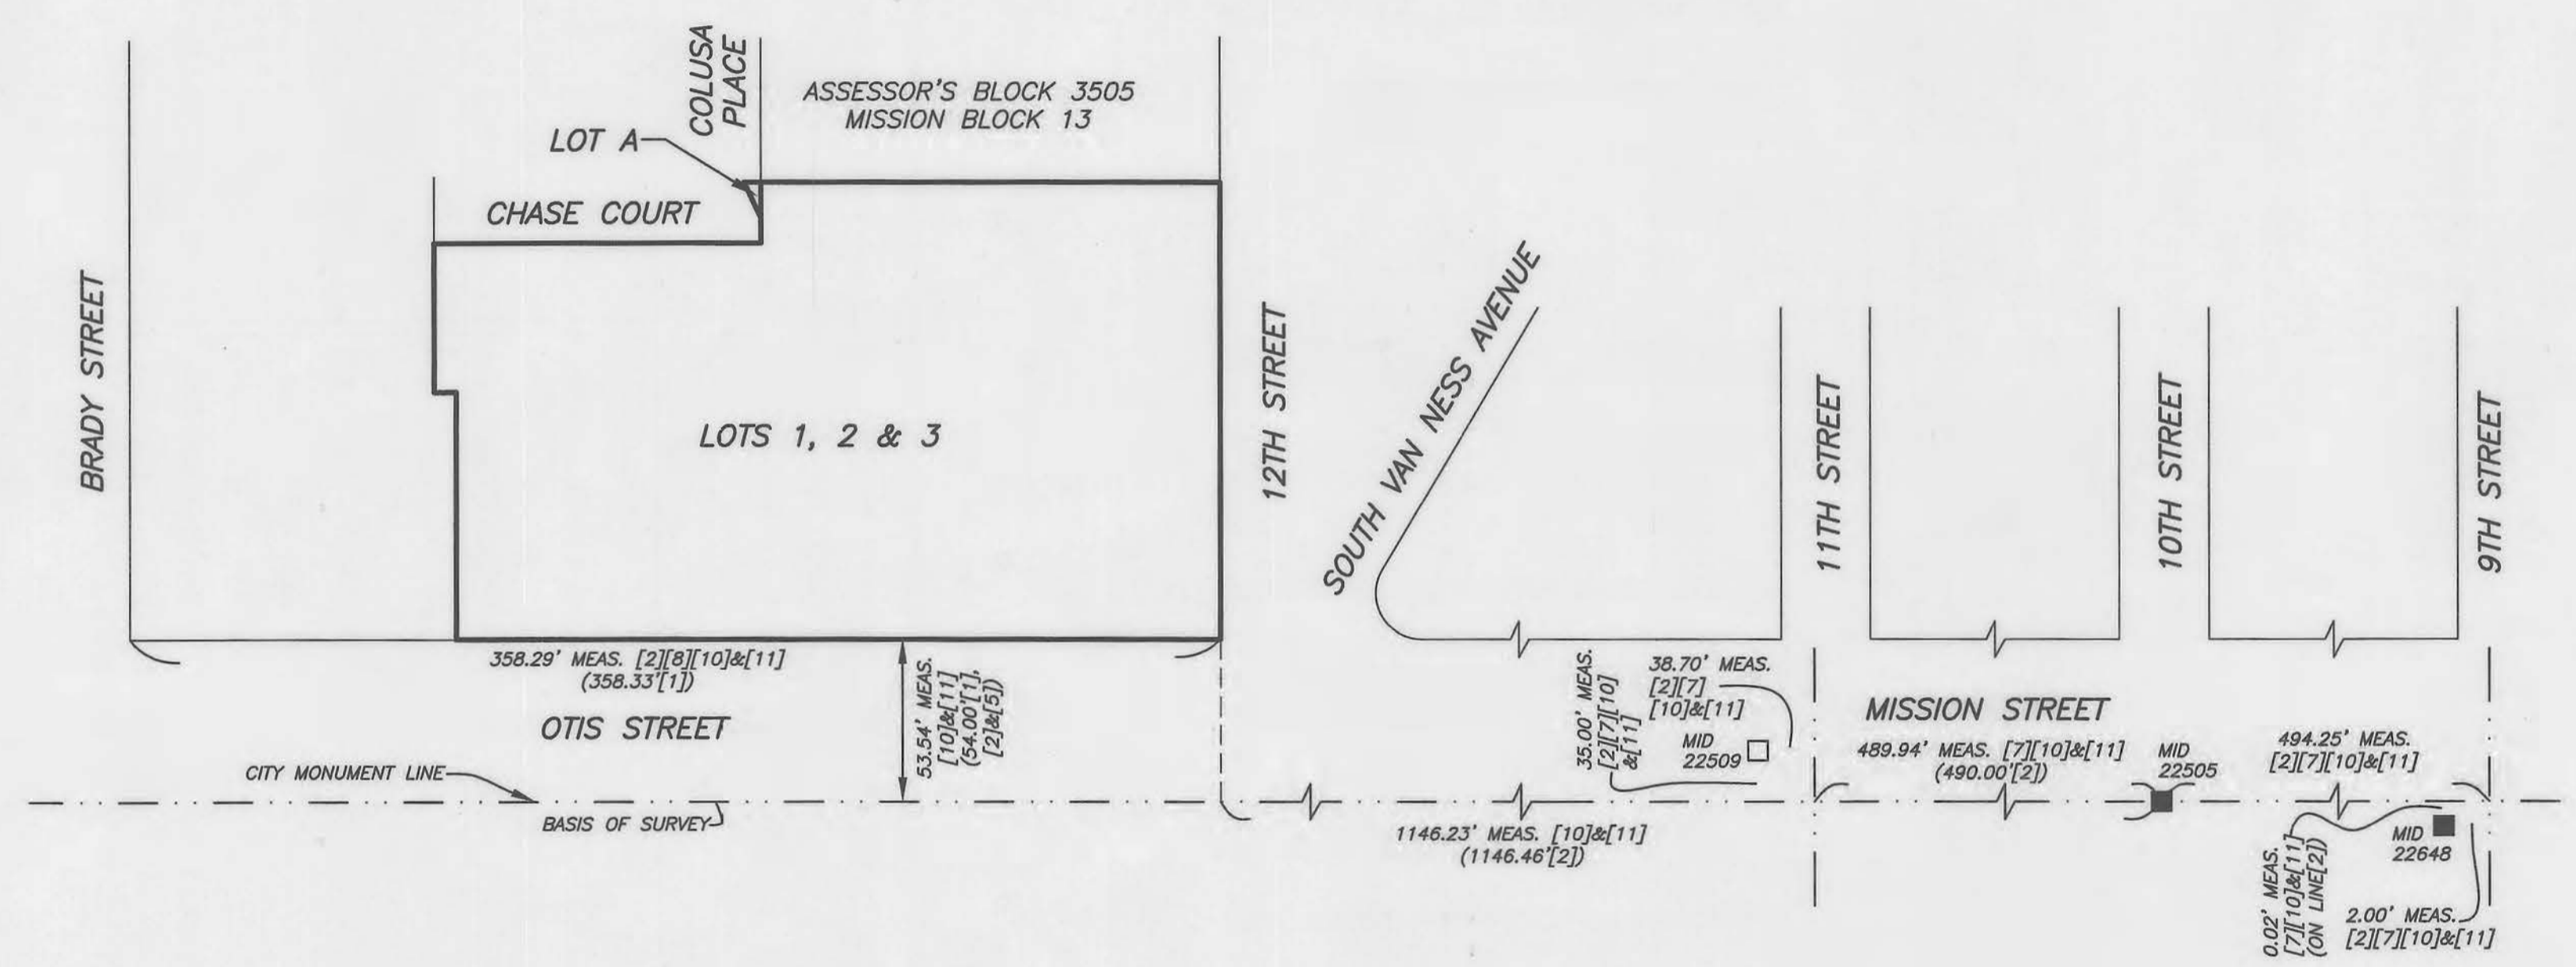 COLUSA
PLACE
ASSESSOR'S BLOCK 3505
MISSION BLOCK 13
LOT A
CHASE COURT
BRADY STREET
LOTS 1, 2 & 3
12TH STREET
SOUTH VAN NESS AVENUE
11TH STREET
10TH STREET
9TH STREET
358.29' MEAS. [2][8][10]&[11]
(358.33'[1])
OTIS STREET
53.54' MEAS.
[10]&[11]
(54.00'[1],
[2]&[5])
CITY MONUMENT LINE
BASIS OF SURVEY
35.00' MEAS.
[2][7][10]
&[11]
38.70' MEAS.
[2][7]
[10]&[11]
MID
22509
MISSION STREET
489.94' MEAS. [7][10]&[11]
(490.00'[2])
MID
22505
494.25' MEAS.
[2][7][10]&[11]
1146.23' MEAS. [10]&[11]
(1146.46'[2])
MID
22648
0.02' MEAS.
[7][10]&[11]
(ON LINE[2])
2.00' MEAS.
[2][7][10]&[11]